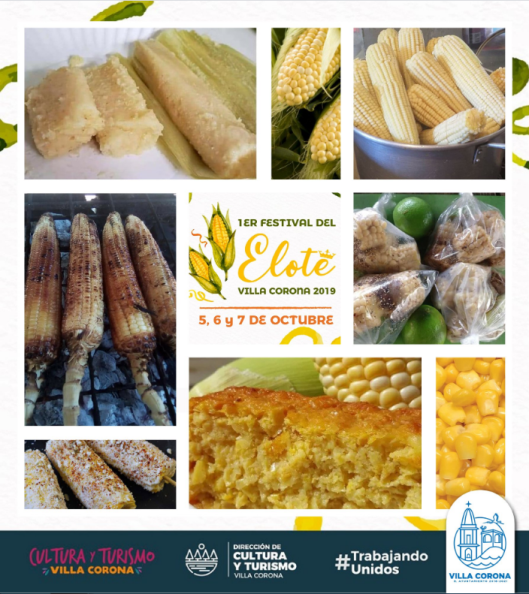 1ER FESTIVAL DEL
Elote
VILLA CORONA 2019
5, 6 y 7 DE OCTUBRE
CULTURA Y TURISMO
VILLA CORONA
DIRECCIÓN DE
CULTURA
Y TURISMO
VILLA CORONA
#Trabajando
Unidos
VILLA CORONA